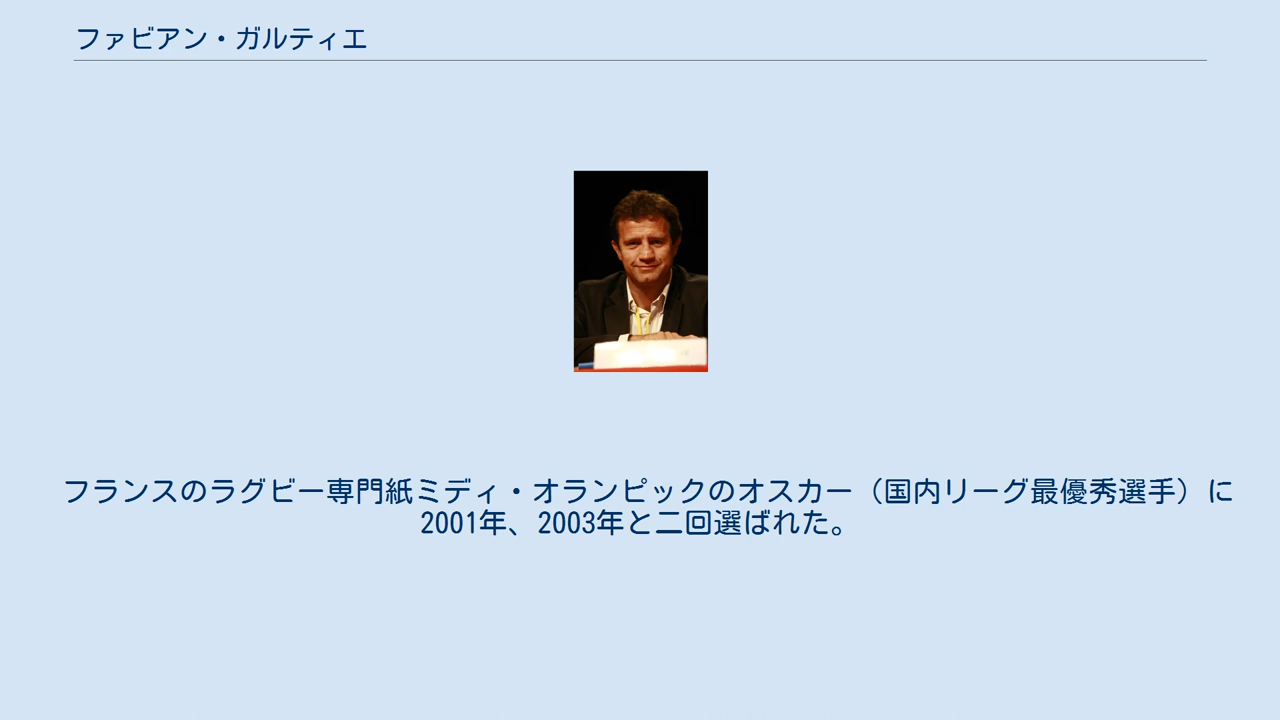 ファビアン・ガルティエ
フランスのラグビー専門紙ミディ・オランピックのオスカー（国内リーグ最優秀選手）に
2001年、2003年と二回選ばれた。